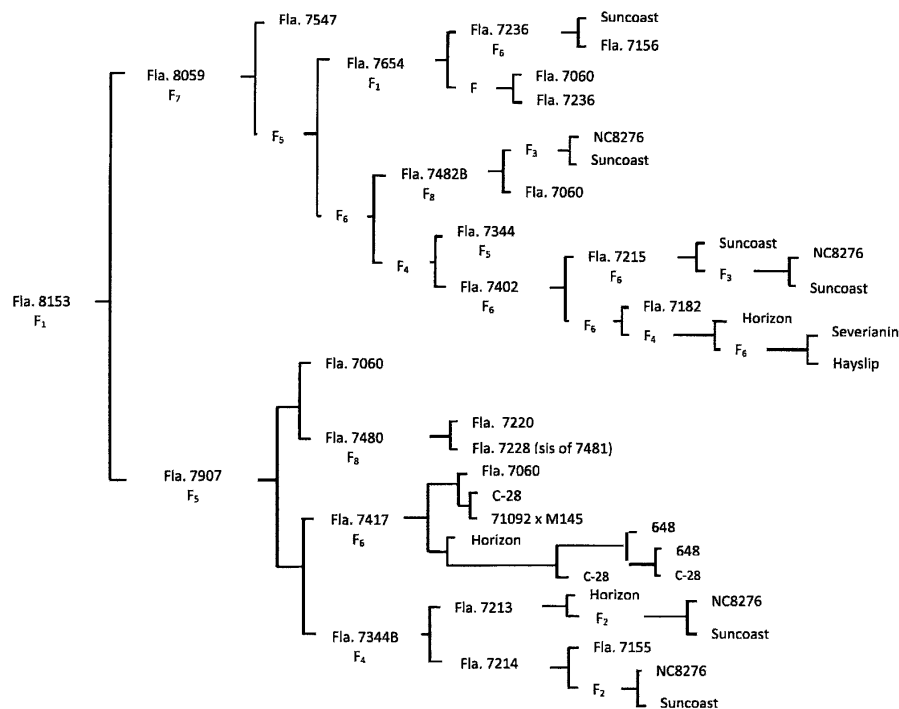 Suncoast
Fla. 7547
Fla. 7236
F6
Fla. 7156
Fla. 7654
F1
Fla. 8059
F7
F
Fla. 7060
Fla. 7236
F5
F3
NC8276
Suncoast
Fla. 7482B
F8
Fla. 7060
F6
Fla. 7344
F5
F4
Suncoast
Fla. 7215
F6
NC8276
F3
Fla. 7402
F6
Suncoast
Fla. 8153
F1
Fla. 7182
F6
F4
Horizon
Severianin
F6
Hayslip
Fla. 7060
Fla. 7220
Fla. 7480
F8
Fla. 7228 (sis of 7481)
Fla. 7907
F5
Fla. 7060
C-28
Fla. 7417
F6
71092 x M145
648
Horizon
648
C-28
C-28
Horizon
NC8276
Fla. 7213
F2
Fla. 7344B
F4
Suncoast
Fla. 7155
Fla. 7214
NC8276
F2
Suncoast